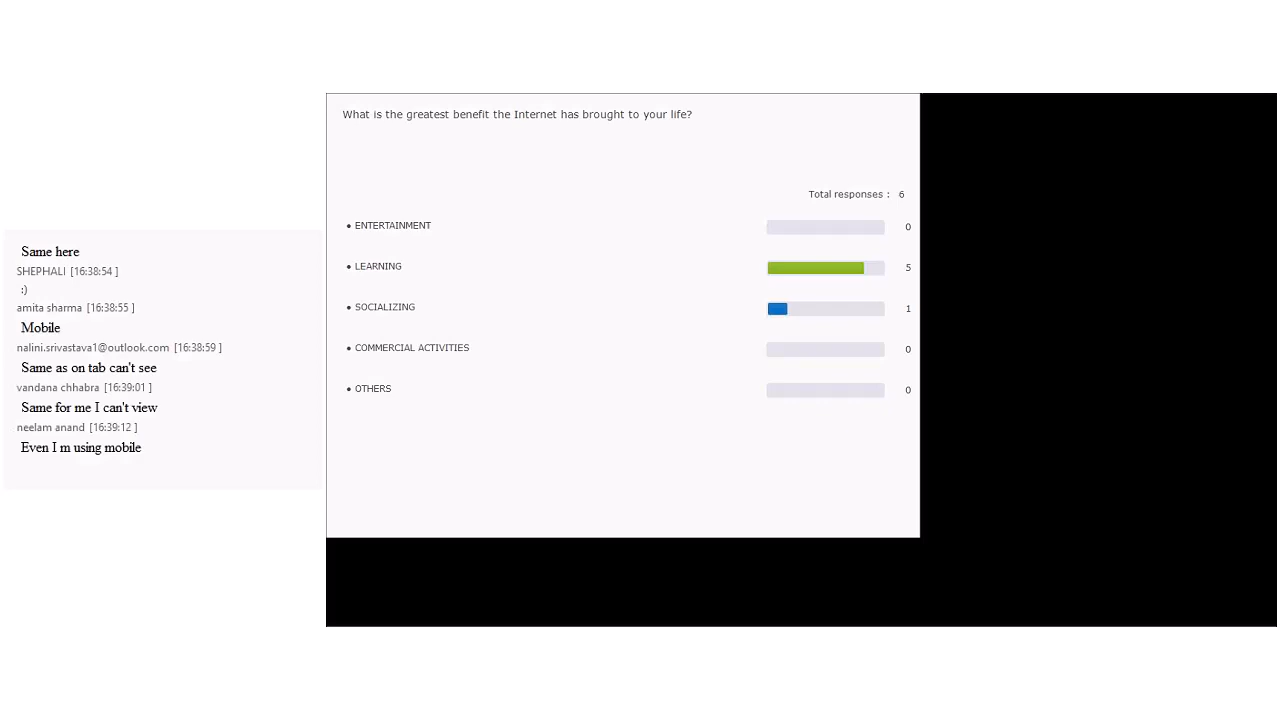 Same here
SHEPHALI [16:38:54 ]
:)
amita sharma [16:38:55 ]
Mobile
nalini.srivastava1@outlook.com [16:38:59 ]
Same as on tab can't see
vandana chhabra [16:39:01 ]
Same for me I can't view
neelam anand [16:39:12 ]
Even I m using mobile
What is the greatest benefit the Internet has brought to your life?
Total responses : 6
• ENTERTAINMENT 0
• LEARNING 5
• SOCIALIZING 1
• COMMERCIAL ACTIVITIES 0
• OTHERS 0